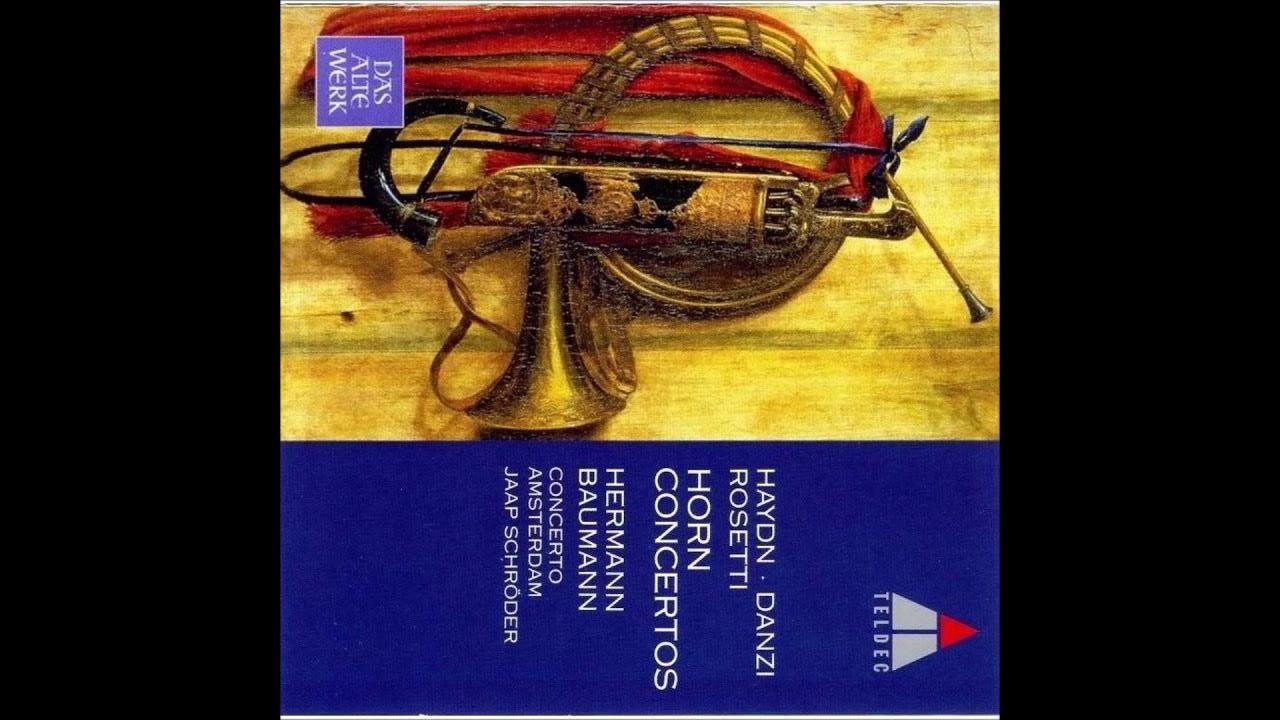 DAS
ALTE
WERK
HAYDN · DANZI
ROSETTI
HORN
CONCERTOS
HERMANN
BAUMANN
CONCERTO
AMSTERDAM
JAAP SCHRÖDER
TELDEC